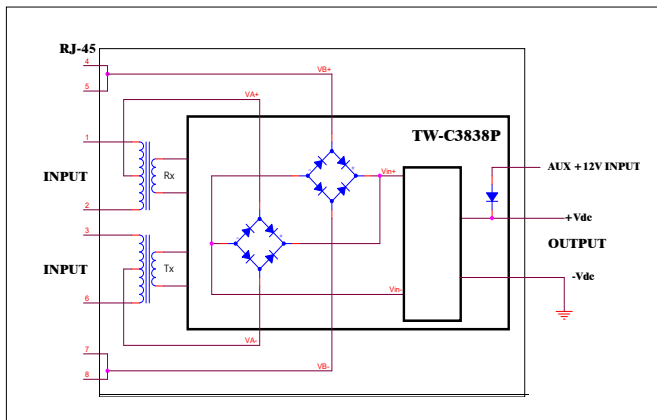 RJ-45
4
5
VB+
VA+
TW-C3838P
1
Rx
INPUT
2
Vin+
AUX +12V INPUT
+Vdc
3
INPUT
Tx
OUTPUT
-Vdc
6
Vin-
VA-
VB-
7
8
+
+